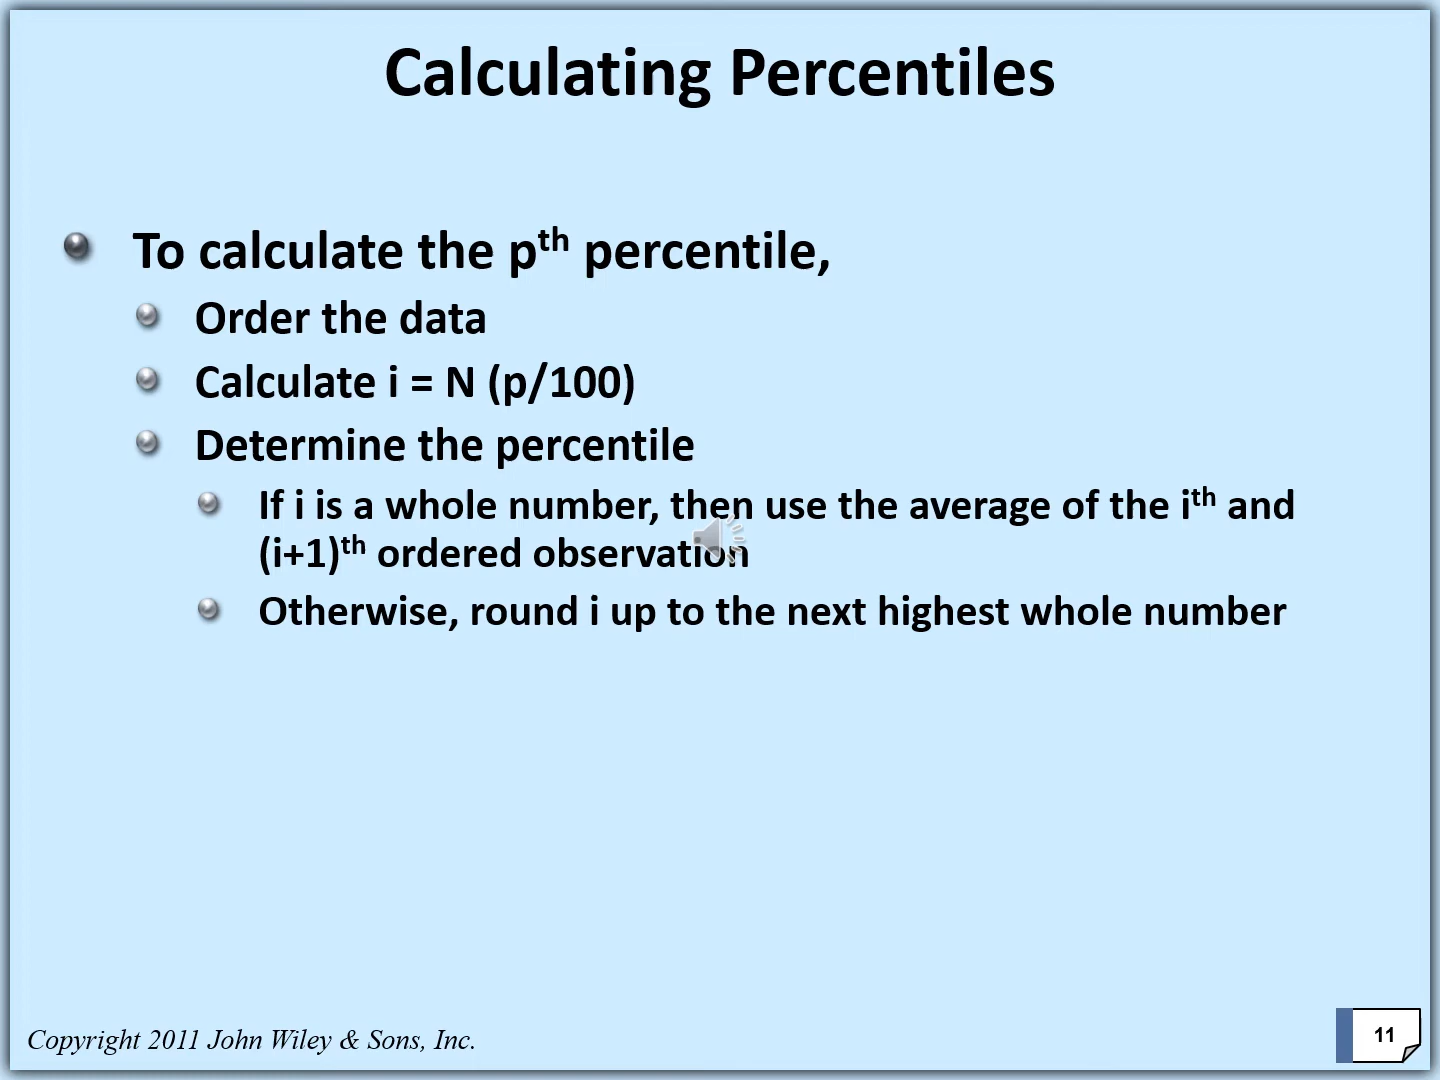 Calculating Percentiles
To calculate the pth percentile,
Order the data
Calculate i = N (p/100)
Determine the percentile
If i is a whole number, then use the average of the ith and
(i+1)th ordered observation
Otherwise, round i up to the next highest whole number
Copyright 2011 John Wiley & Sons, Inc.
11